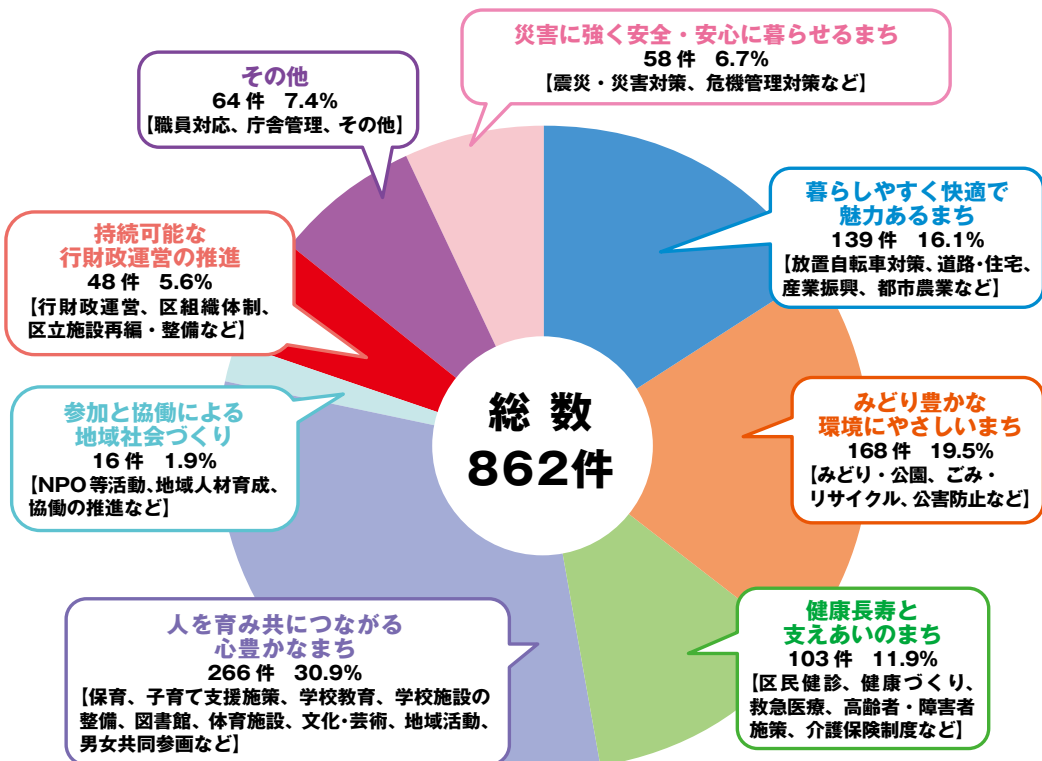 災害に強く安全・安心に暮らせるまち
58件 6.7%
【震災・災害対策、危機管理対策など】
その他
64件 7.4%
【職員対応、庁舎管理、その他】
暮らしやすく快適で
魅力あるまち
139件 16.1%
【放置自転車対策、道路・住宅、
産業振興、都市農業など】
持続可能な
行財政運営の推進
48件 5.6%
【行財政運営、区組織体制、
区立施設再編・整備など】
総数
862件
みどり豊かな
環境にやさしいまち
168件 19.5%
【みどり・公園、ごみ・
リサイクル、公害防止など】
参加と協働による
地域社会づくり
16件 1.9%
【NPO等活動、地域人材育成、
協働の推進など】
人を育み共につながる
心豊かなまち
266件 30.9%
【保育、子育て支援施策、学校教育、学校施設の
整備、図書館、体育施設、文化・芸術、地域活動、
男女共同参画など】
健康長寿と
支えあいのまち
103件 11.9%
【区民健診、健康づくり、
救急医療、高齢者・障害者
施策、介護保険制度など】